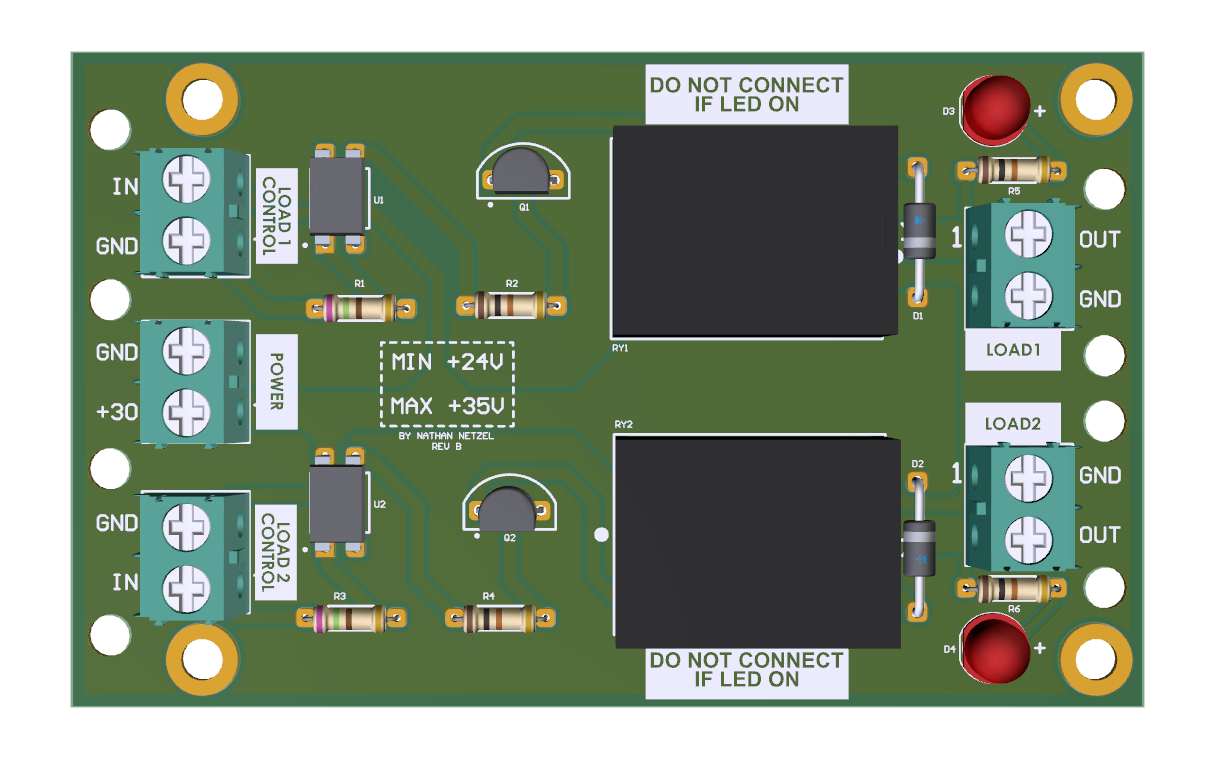 DO NOT CONNECT
IF LED ON
D3
+
IN
GND
LOAD 1
CONTROL
U1
Q1
R5
1
OUT
GND
D1
R1
R2
RY1
LOAD1
GND
+30
POWER
MIN +24V
MAX +35V
BY NATHAN NETZEL
REV B
RY2
LOAD2
D2
1
GND
OUT
GND
IN
LOAD 2
CONTROL
U2
Q2
R3
R4
R6
D4
+
DO NOT CONNECT
IF LED ON